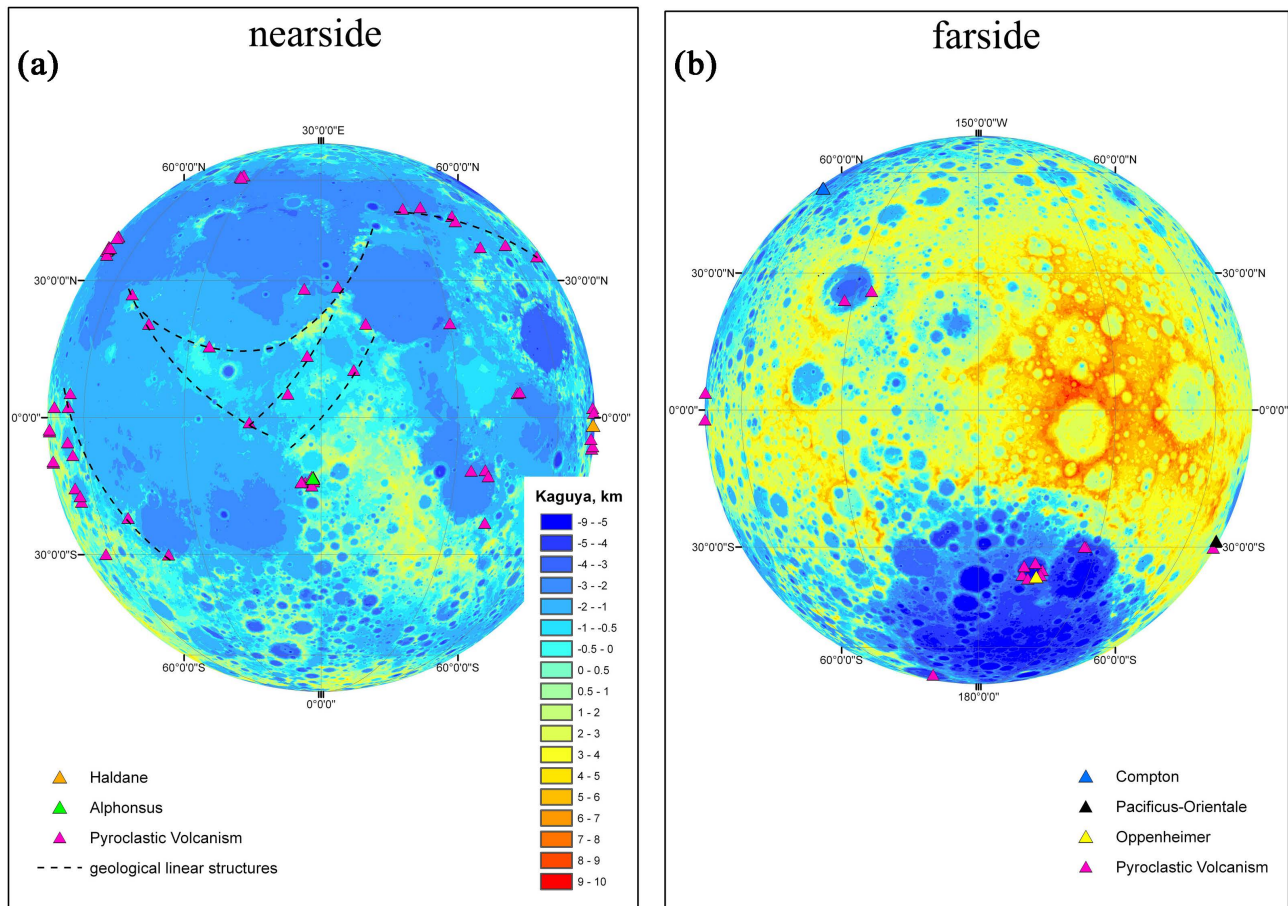 nearside
(a)
30°0'0"E
60°0'0"N
60°0'0"N
30°0'0"N
30°0'0"N
0°0'0"
0°0'0"
30°0'0"S
60°0'0"S
60°0'0"S
0°0'0"
Kaguya, km
-9 - -5
-5 - -4
-4 - -3
-3 - -2
-2 - -1
-1 - -0.5
-0.5 - 0
0 - 0.5
0.5 - 1
1 - 2
2 - 3
3 - 4
4 - 5
5 - 6
6 - 7
7 - 8
8 - 9
9 - 10
Haldane
Alphonsus
Pyroclastic Volcanism
geological linear structures
farside
(b)
150°0'0"W
60°0'0"N
60°0'0"N
30°0'0"N
30°0'0"N
0°0'0"
0°0'0"
30°0'0"S
30°0'0"S
60°0'0"S
60°0'0"S
180°0'0"
Compton
Pacificus-Orientale
Oppenheimer
Pyroclastic Volcanism